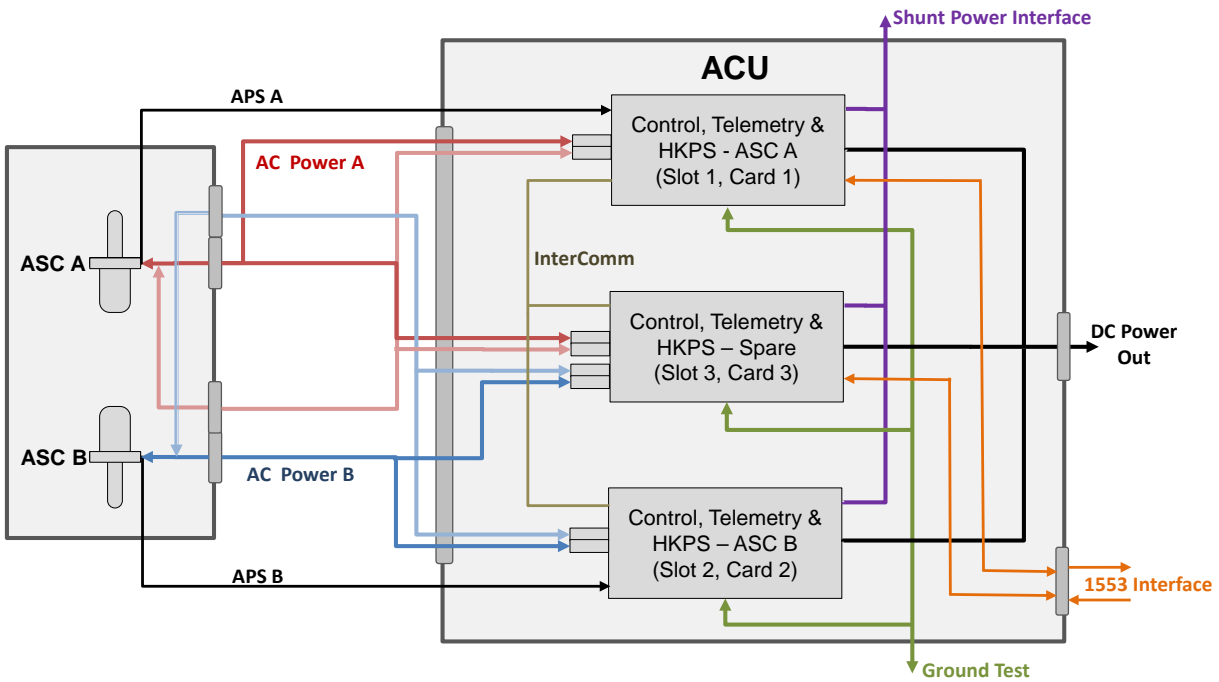 Shunt Power Interface
ACU
APS A
Control, Telemetry &
HKPS - ASC A
(Slot 1, Card 1)
AC Power A
ASC A
InterComm
Control, Telemetry &
HKPS – Spare
(Slot 3, Card 3)
DC Power
Out
ASC B
AC Power B
Control, Telemetry &
HKPS – ASC B
(Slot 2, Card 2)
APS B
1553 Interface
Ground Test